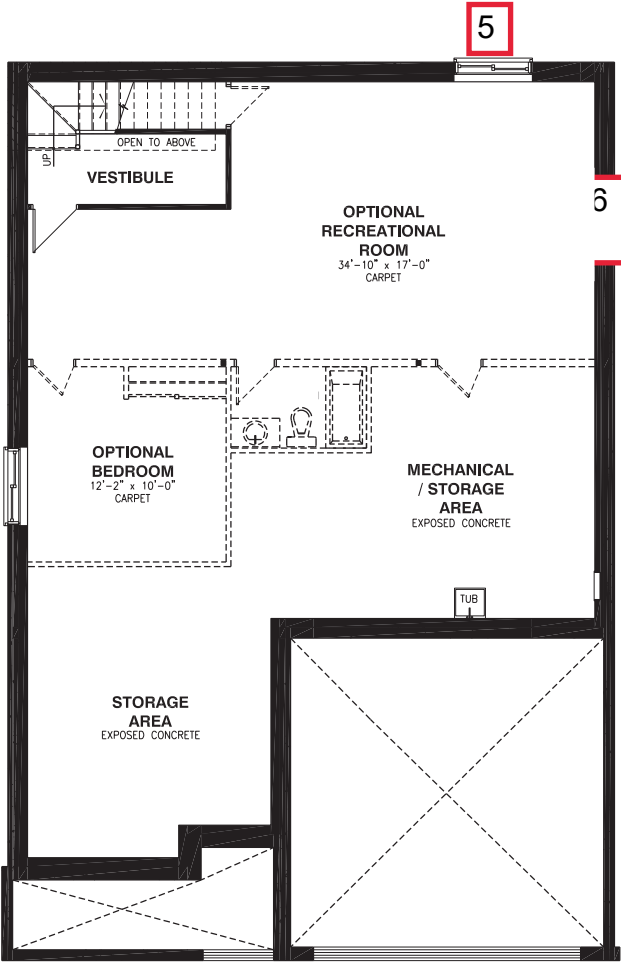 5
6
OPEN TO ABOVE
UP
VESTIBULE
OPTIONAL
RECREATIONAL
ROOM
34'-10" x 17'-0"
CARPET
OPTIONAL
BEDROOM
12'-2" x 10'-0"
CARPET
MECHANICAL
/ STORAGE
AREA
EXPOSED CONCRETE
TUB
STORAGE
AREA
EXPOSED CONCRETE